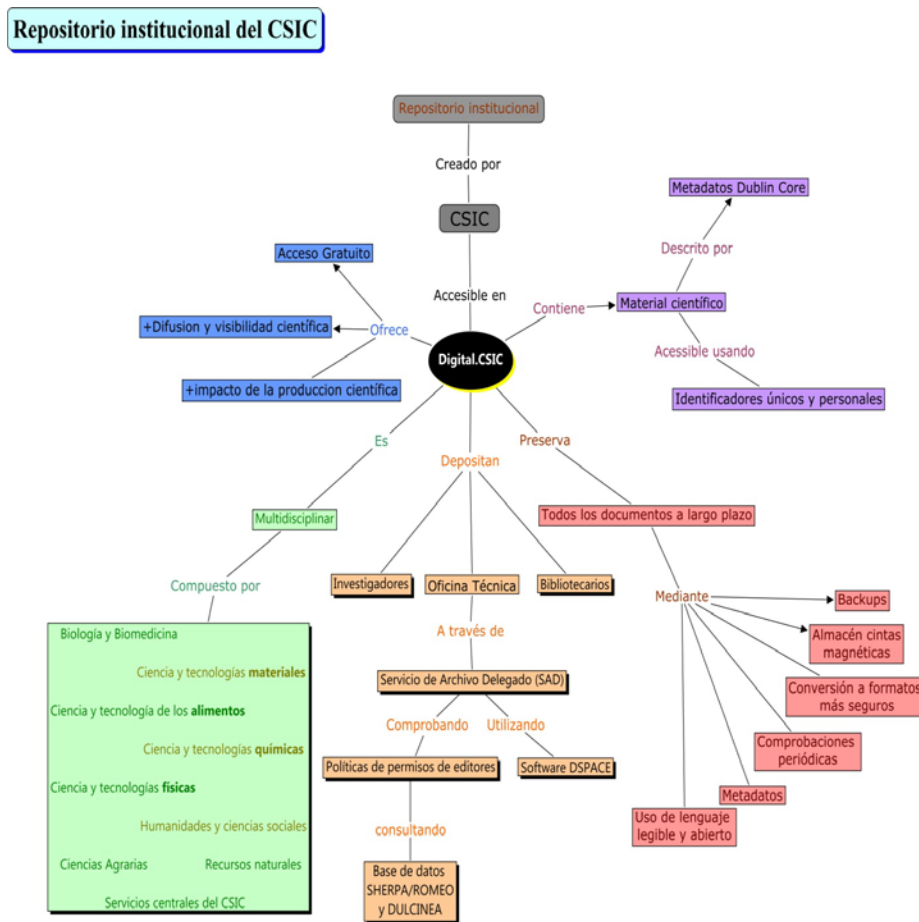 Repositorio institucional del CSIC
Repositorio institucional
Creado por
CSIC
Accesible en
Digital.CSIC
Ofrece
Acceso Gratuito
+Difusion y visibilidad científica
+impacto de la produccion científica
Contiene
Material científico
Descrito por
Metadatos Dublin Core
Acessible usando
Identificadores únicos y personales
Es
Multidisciplinar
Compuesto por
Biología y Biomedicina
Ciencia y tecnologías materiales
Ciencia y tecnología de los alimentos
Ciencia y tecnologías químicas
Ciencia y tecnologías físicas
Humanidades y ciencias sociales
Ciencias Agrarias
Recursos naturales
Servicios centrales del CSIC
Depositan
Investigadores
Oficina Técnica
Bibliotecarios
A través de
Servicio de Archivo Delegado (SAD)
Comprobando
Utilizando
Políticas de permisos de editores
Software DSPACE
consultando
Base de datos
SHERPA/ROMEO
y DULCINEA
Preserva
Todos los documentos a largo plazo
Mediante
Backups
Almacén cintas
magnéticas
Conversión a formatos
más seguros
Comprobaciones
periódicas
Metadatos
Uso de lenguaje
legible y abierto